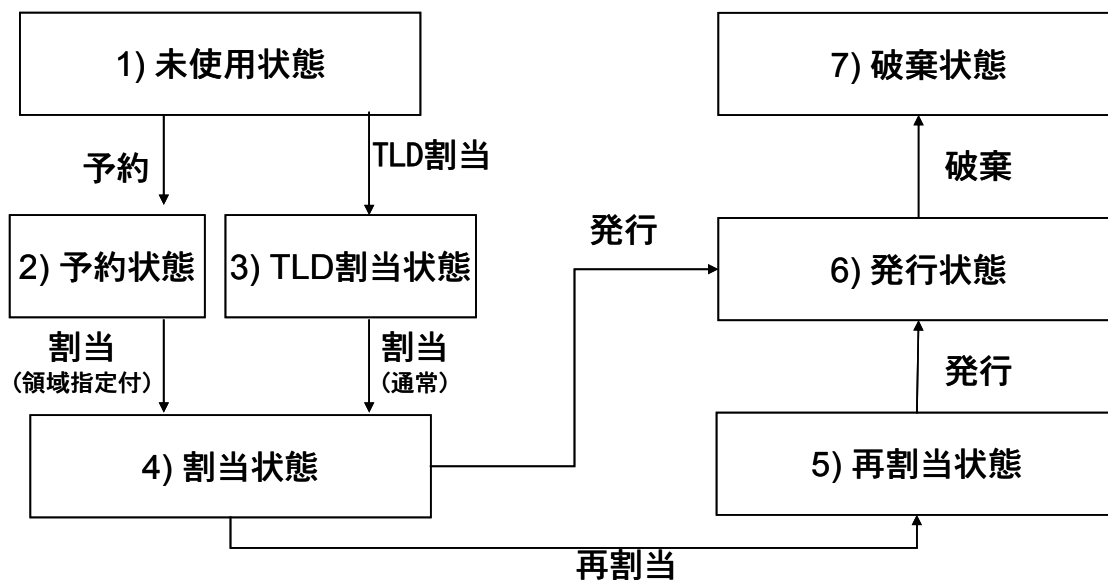 1) 未使用状態
7) 破棄状態
予約
TLD割当
破棄
2) 予約状態
3) TLD割当状態
発行
6) 発行状態
割当
(領域指定付)
割当
(通常)
発行
4) 割当状態
5) 再割当状態
再割当